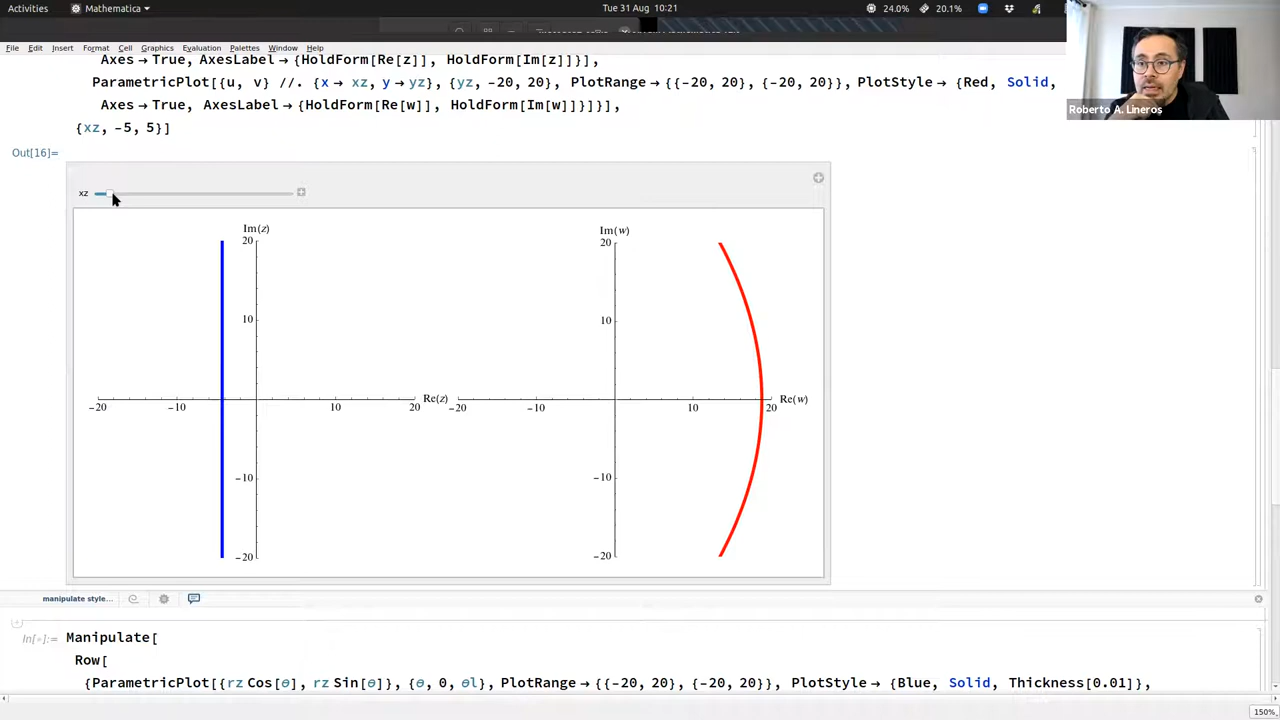 Activities Mathematica Tue 31 Aug 10:21 24.0% 20.1%
File Edit Insert Format Cell Graphics Evaluation Palettes Window Help
Roberto A. Lineros
Axes→True, AxesLabel→{HoldForm[Re[z]], HoldForm[Im[z]]}],
ParametricPlot[{u, v} //. {x→xz, y→yz}, {yz, -20, 20}, PlotRange→{{-20, 20}, {-20, 20}}, PlotStyle→{Red, Solid,
Axes→True, AxesLabel→{HoldForm[Re[w]], HoldForm[Im[w]]}]}],
{xz, -5, 5}]
Out[16]=
xz
Im(z)
20
10
-20 -10 10 20 Re(z)
-10
-20
Im(w)
20
10
-20 -10 10 20 Re(w)
-10
-20
manipulate style...
In[∘]:= Manipulate[
Row[
{ParametricPlot[{rz Cos[θ], rz Sin[θ]}, {θ, 0, θl}, PlotRange→{{-20, 20}, {-20, 20}}, PlotStyle→{Blue, Solid, Thickness[0.01]},
150%